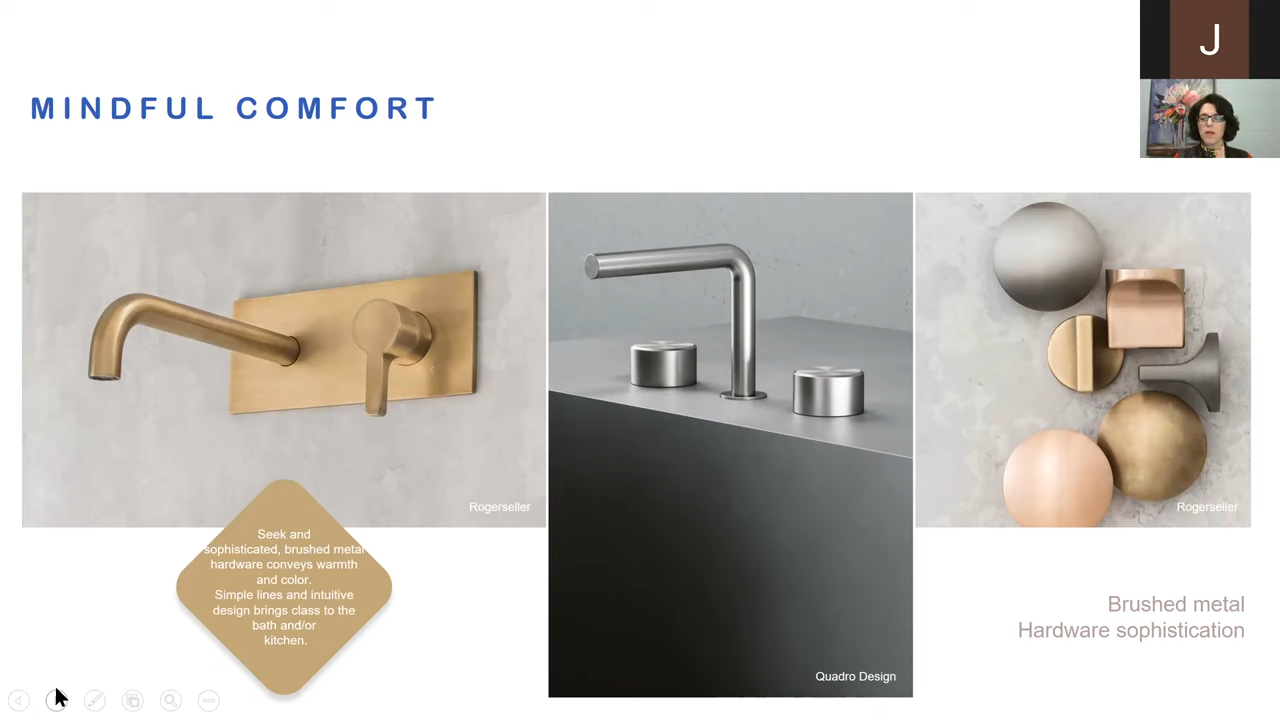 J
MINDFUL COMFORT
Rogerseller
Quadro Design
Rogerseller
Seek and
sophisticated, brushed metal
hardware conveys warmth
and color.
Simple lines and intuitive
design brings class to the
bath and/or
kitchen.
Brushed metal
Hardware sophistication